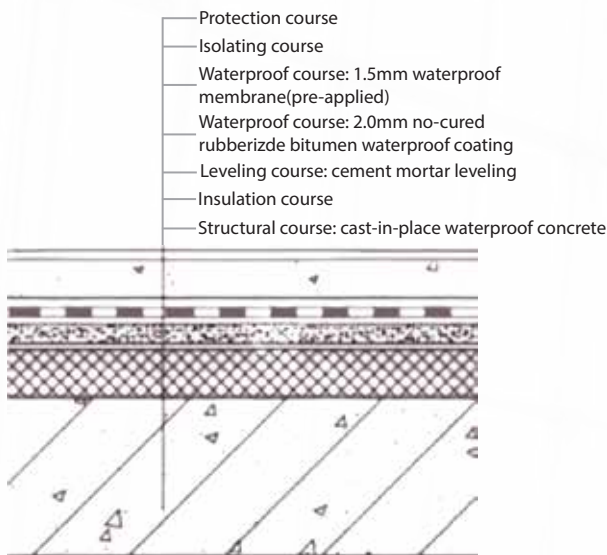 Protection course
Isolating course
Waterproof course: 1.5mm waterproof
membrane(pre-applied)
Waterproof course: 2.0mm no-cured
rubberizde bitumen waterproof coating
Leveling course: cement mortar leveling
Insulation course
Structural course: cast-in-place waterproof concrete